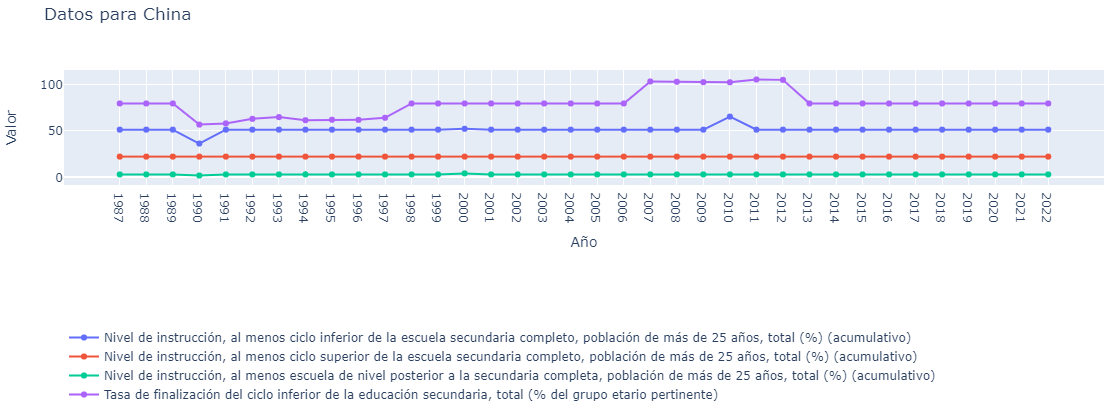 Datos para China
100
50
0
Valor
1987 1988 1989 1990 1991 1992 1993 1994 1995 1996 1997 1998 1999 2000 2001 2002 2003 2004 2005 2006 2007 2008 2009 2010 2011 2012 2013 2014 2015 2016 2017 2018 2019 2020 2021 2022
Año
Nivel de instrucción, al menos ciclo inferior de la escuela secundaria completo, población de más de 25 años, total (%) (acumulativo)
Nivel de instrucción, al menos ciclo superior de la escuela secundaria completo, población de más de 25 años, total (%) (acumulativo)
Nivel de instrucción, al menos escuela de nivel posterior a la secundaria completa, población de más de 25 años, total (%) (acumulativo)
Tasa de finalización del ciclo inferior de la educación secundaria, total (% del grupo etario pertinente)